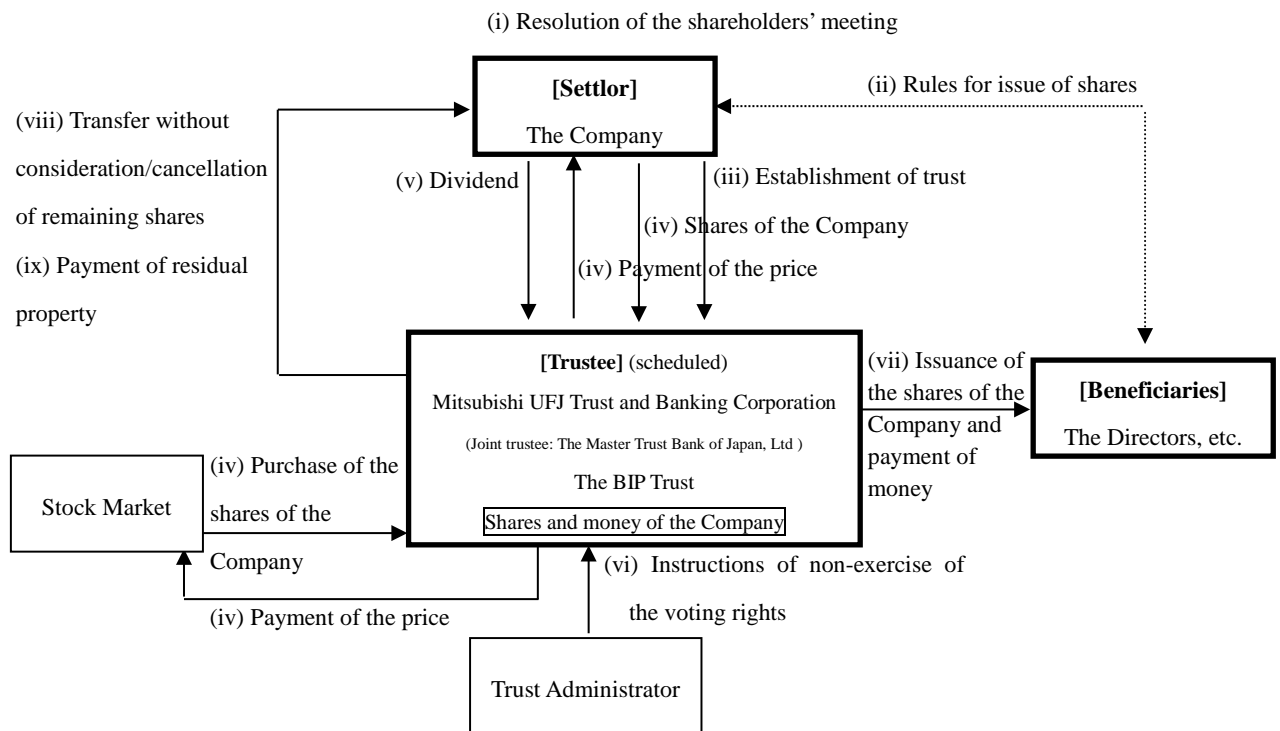 (i) Resolution of the shareholders’ meeting
[Settlor]
The Company
(ii) Rules for issue of shares
(viii) Transfer without
consideration/cancellation
of remaining shares
(ix) Payment of residual
property
(v) Dividend
(iii) Establishment of trust
(iv) Shares of the Company
(iv) Payment of the price
[Trustee] (scheduled)
Mitsubishi UFJ Trust and Banking Corporation
(Joint trustee: The Master Trust Bank of Japan, Ltd )
The BIP Trust
Shares and money of the Company
(vii) Issuance of
the shares of the
Company and
payment of
money
[Beneficiaries]
The Directors, etc.
Stock Market
(iv) Purchase of the
shares of the
Company
(iv) Payment of the price
(vi) Instructions of non-exercise of
the voting rights
Trust Administrator